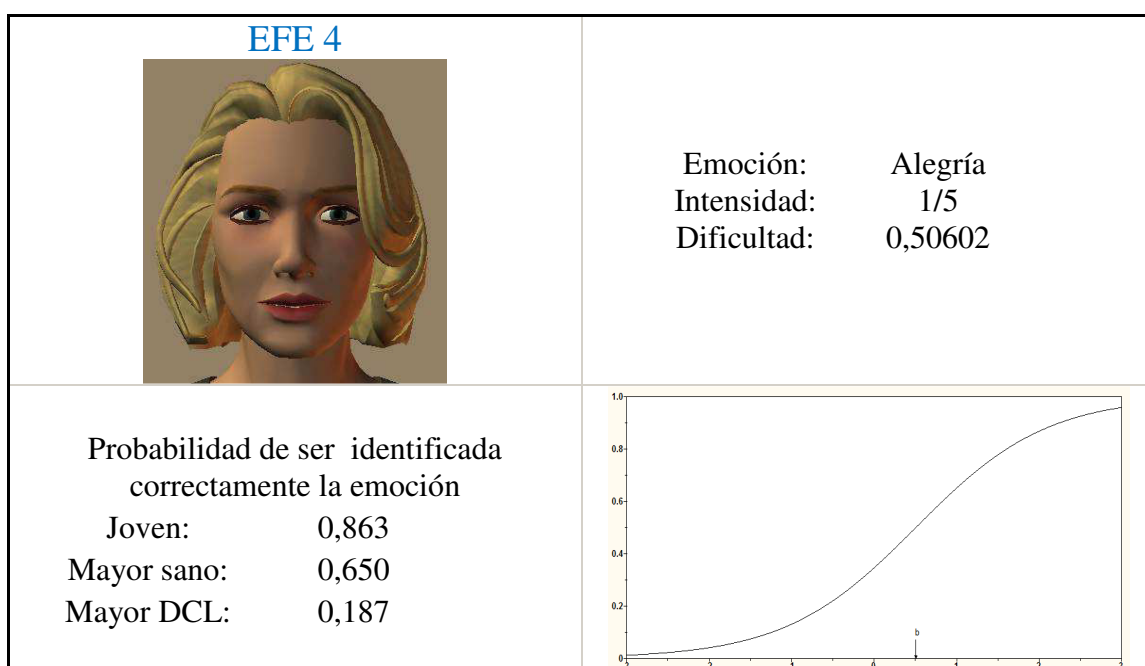 EFE 4
Emoción: Alegría
Intensidad: 1/5
Dificultad: 0,50602
Probabilidad de ser identificada
correctamente la emoción
Joven: 0,863
Mayor sano: 0,650
Mayor DCL: 0,187
1.0
0.8
0.6
0.4
0.2
0
b